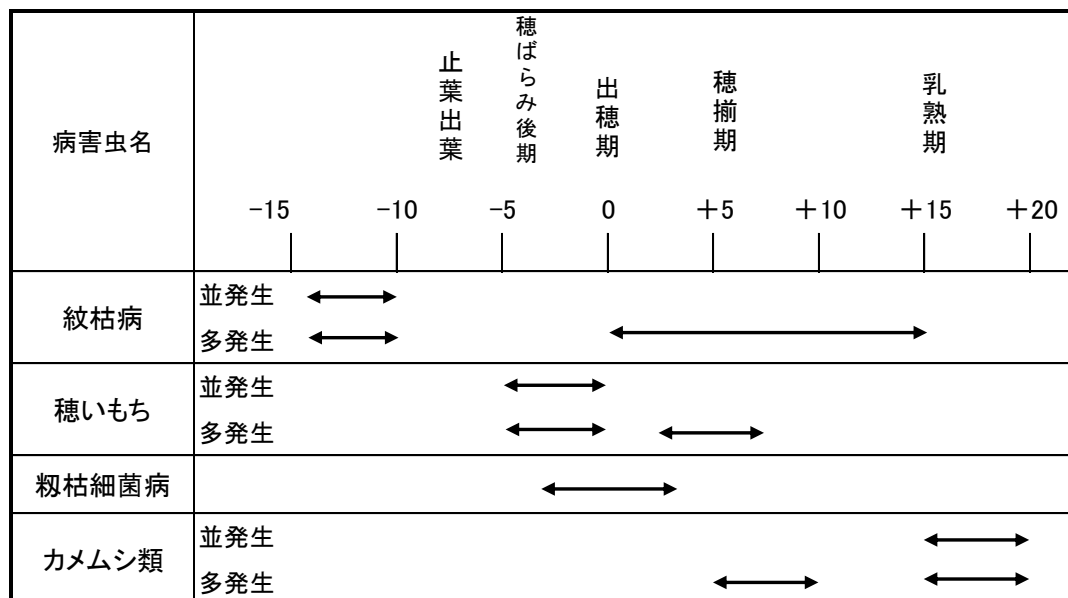 病害虫名
止葉出葉
穂ばらみ後期
出穂期
穂揃期
乳熟期
-15 -10 -5 0 +5 +10 +15 +20
紋枯病
並発生
多発生
穂いもち
並発生
多発生
籾枯細菌病
カメムシ類
並発生
多発生